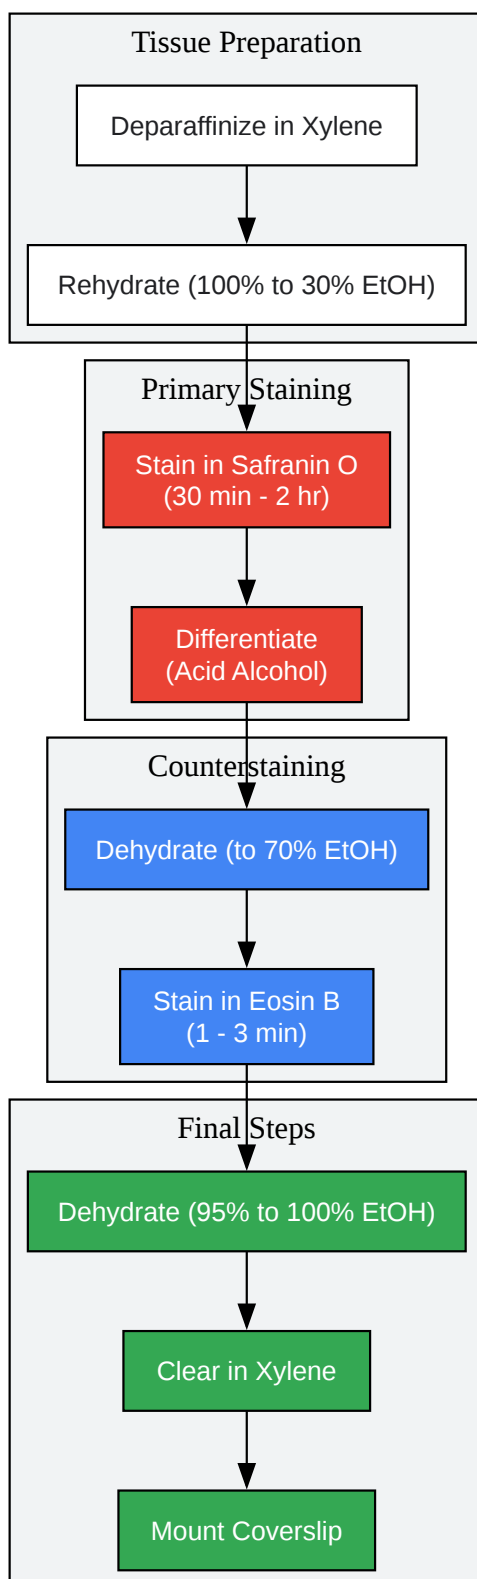 Tissue Preparation
Deparaffinize in Xylene
Rehydrate (100% to 30% EtOH)
Primary Staining
Stain in Safranin O
(30 min - 2 hr)
Differentiate
(Acid Alcohol)
Counterstaining
Dehydrate (to 70% EtOH)
Stain in Eosin B
(1 - 3 min)
Final Steps
Dehydrate (95% to 100% EtOH)
Clear in Xylene
Mount Coverslip